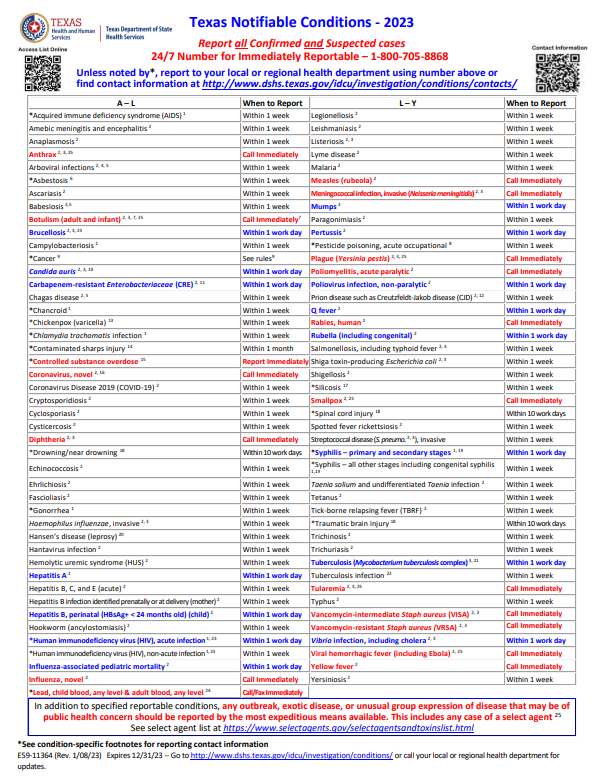 TEXAS
Health and Human
Services
Texas Department of State
Health Services
Texas Notifiable Conditions - 2023
Report all Confirmed and Suspected cases
24/7 Number for Immediately Reportable – 1-800-705-8868
Access List Online
Contact Information
Unless noted by*, report to your local or regional health department using number above or
find contact information at http://www.dshs.texas.gov/idcu/investigation/conditions/contacts/
A – L When to Report L – Y When to Report
*Acquired immune deficiency syndrome (AIDS) 1 Within 1 week Legionellosis 2 Within 1 week
Amebic meningitis and encephalitis 2 Within 1 week Leishmaniasis 2 Within 1 week
Anaplasmosis 2 Within 1 week Listeriosis 2, 3 Within 1 week
Anthrax 2, 3, 25 Call Immediately Lyme disease 2 Within 1 week
Arboviral infections 2, 4, 5 Within 1 week Malaria 2 Within 1 week
*Asbestosis 6 Within 1 week Measles (rubeola) 2 Call Immediately
Ascariasis 2 Within 1 week Meningococcal infection, invasive (Neisseria meningitidis) 2, 3 Call Immediately
Babesiosis 2, 5 Within 1 week Mumps 2 Within 1 work day
Botulism (adult and infant) 2, 3, 7, 25 Call Immediately7 Paragonimiasis 2 Within 1 week
Brucellosis 2, 3, 25 Within 1 work day Pertussis 2 Within 1 work day
Campylobacteriosis 2 Within 1 week *Pesticide poisoning, acute occupational 8 Within 1 week
*Cancer 9 See rules9 Plague (Yersinia pestis) 2, 3, 25 Call Immediately
Candida auris 2, 3, 10 Within 1 work day Poliomyelitis, acute paralytic 2 Call Immediately
Carbapenem-resistant Enterobacteriaceae (CRE) 2, 11 Within 1 work day Poliovirus infection, non-paralytic 2 Within 1 work day
Chagas disease 2, 5 Within 1 week Prion disease such as Creutzfeldt-Jakob disease (CJD) 2, 12 Within 1 week
*Chancroid 1 Within 1 week Q fever 2 Within 1 work day
*Chickenpox (varicella) 13 Within 1 week Rabies, human 2 Call Immediately
*Chlamydia trachomatis infection 1 Within 1 week Rubella (including congenital) 2 Within 1 work day
*Contaminated sharps injury 14 Within 1 month Salmonellosis, including typhoid fever 2, 3 Within 1 week
*Controlled substance overdose 15 Report Immediately Shiga toxin-producing Escherichia coli 2, 3 Within 1 week
Coronavirus, novel 2, 16 Call Immediately Shigellosis 2 Within 1 week
Coronavirus Disease 2019 (COVID-19) 2 Within 1 week *Silicosis 17 Within 1 week
Cryptosporidiosis 2 Within 1 week Smallpox 2, 25 Call Immediately
Cyclosporiasis 2 Within 1 week *Spinal cord injury 18 Within 10 work days
Cysticercosis 2 Within 1 week Spotted fever rickettsiosis 2 Within 1 week
Diphtheria 2, 3 Call Immediately Streptococcal disease (S. pneumo. 2, 3), invasive Within 1 week
*Drowning/near drowning 18 Within 10 work days *Syphilis – primary and secondary stages 1, 19 Within 1 work day
Echinococcosis 2 Within 1 week *Syphilis – all other stages including congenital syphilis 1,19 Within 1 week
Ehrlichiosis 2 Within 1 week Taenia solium and undifferentiated Taenia infection 2 Within 1 week
Fascioliasis 2 Within 1 week Tetanus 2 Within 1 week
*Gonorrhea 1 Within 1 week Tick-borne relapsing fever (TBRF) 2 Within 1 week
Haemophilus influenzae, invasive 2, 3 Within 1 week *Traumatic brain injury 18 Within 10 work days
Hansen's disease (leprosy) 20 Within 1 week Trichinosis 2 Within 1 week
Hantavirus infection 2 Within 1 week Trichuriasis 2 Within 1 week
Hemolytic uremic syndrome (HUS) 2 Within 1 week Tuberculosis (Mycobacterium tuberculosis complex) 3, 21 Within 1 work day
Hepatitis A 2 Within 1 work day Tuberculosis infection 22 Within 1 week
Hepatitis B, C, and E (acute) 2 Within 1 week Tularemia 2, 3, 25 Call Immediately
Hepatitis B infection identified prenatally or at delivery (mother) 2 Within 1 week Typhus 2 Within 1 week
Hepatitis B, perinatal (HBsAg+ < 24 months old) (child) 2 Within 1 work day Vancomycin-intermediate Staph aureus (VISA) 2, 3 Call Immediately
Hookworm (ancylostomiasis) 2 Within 1 week Vancomycin-resistant Staph aureus (VRSA) 2, 3 Call Immediately
*Human immunodeficiency virus (HIV), acute infection 1, 23 Within 1 work day Vibrio infection, including cholera 2, 3 Within 1 work day
*Human immunodeficiency virus (HIV), non-acute infection 1, 23 Within 1 week Viral hemorrhagic fever (including Ebola) 2, 25 Call Immediately
Influenza-associated pediatric mortality 2 Within 1 work day Yellow fever 2 Call Immediately
Influenza, novel 2 Call Immediately Yersiniosis 2 Within 1 week
*Lead, child blood, any level & adult blood, any level 24 Call/Fax Immediately
In addition to specified reportable conditions, any outbreak, exotic disease, or unusual group expression of disease that may be of
public health concern should be reported by the most expeditious means available. This includes any case of a select agent 25
See select agent list at https://www.selectagents.gov/selectagentsandtoxinslist.html
*See condition-specific footnotes for reporting contact information
E59-11364 (Rev. 1/08/23) Expires 12/31/23 – Go to http://www.dshs.texas.gov/idcu/investigation/conditions/ or call your local or regional health department for
updates.